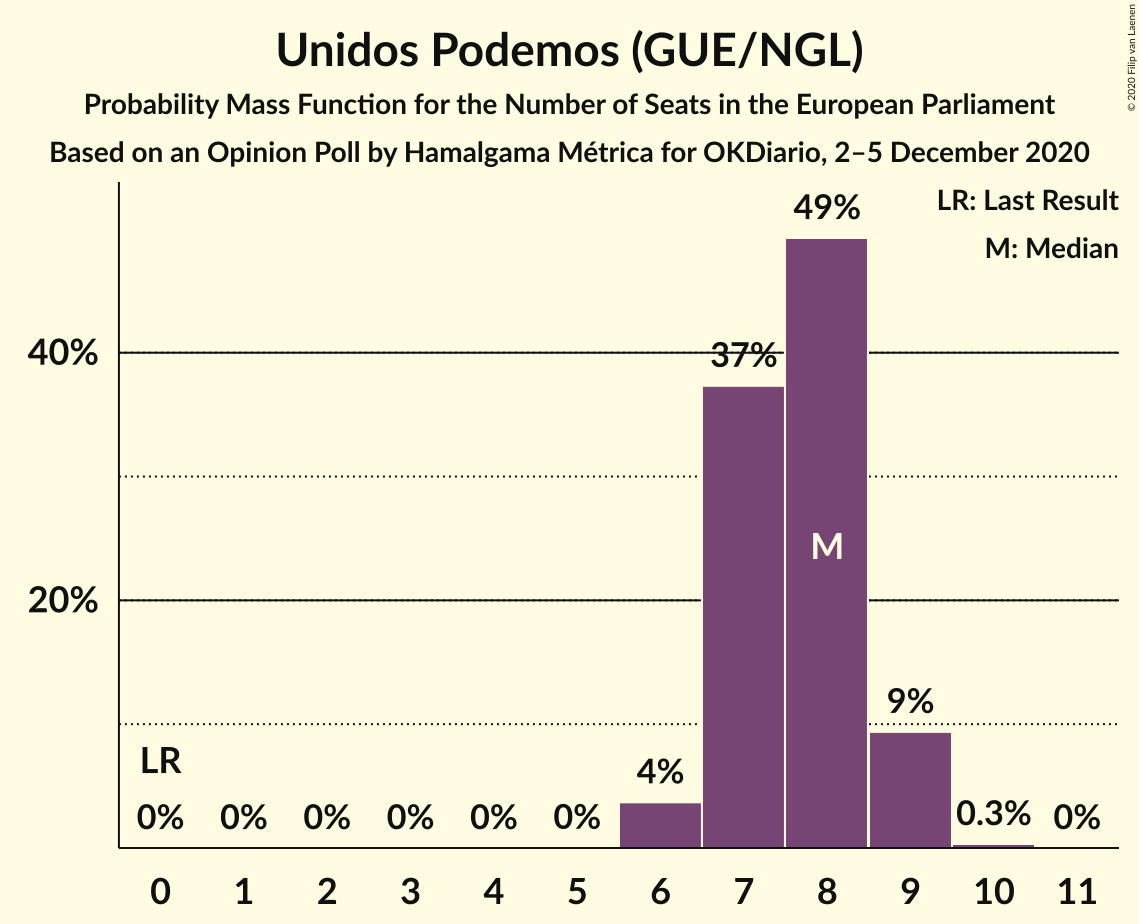 Unidos Podemos (GUE/NGL)
Probability Mass Function for the Number of Seats in the European Parliament
Based on an Opinion Poll by Hamalgama Métrica for OKDiario, 2–5 December 2020
© 2020 Filip van Laenen
LR: Last Result
M: Median
49%
40%
37%
M
20%
9%
LR
4%
0% 0% 0% 0% 0% 0% 0.3% 0%
0 1 2 3 4 5 6 7 8 9 10 11